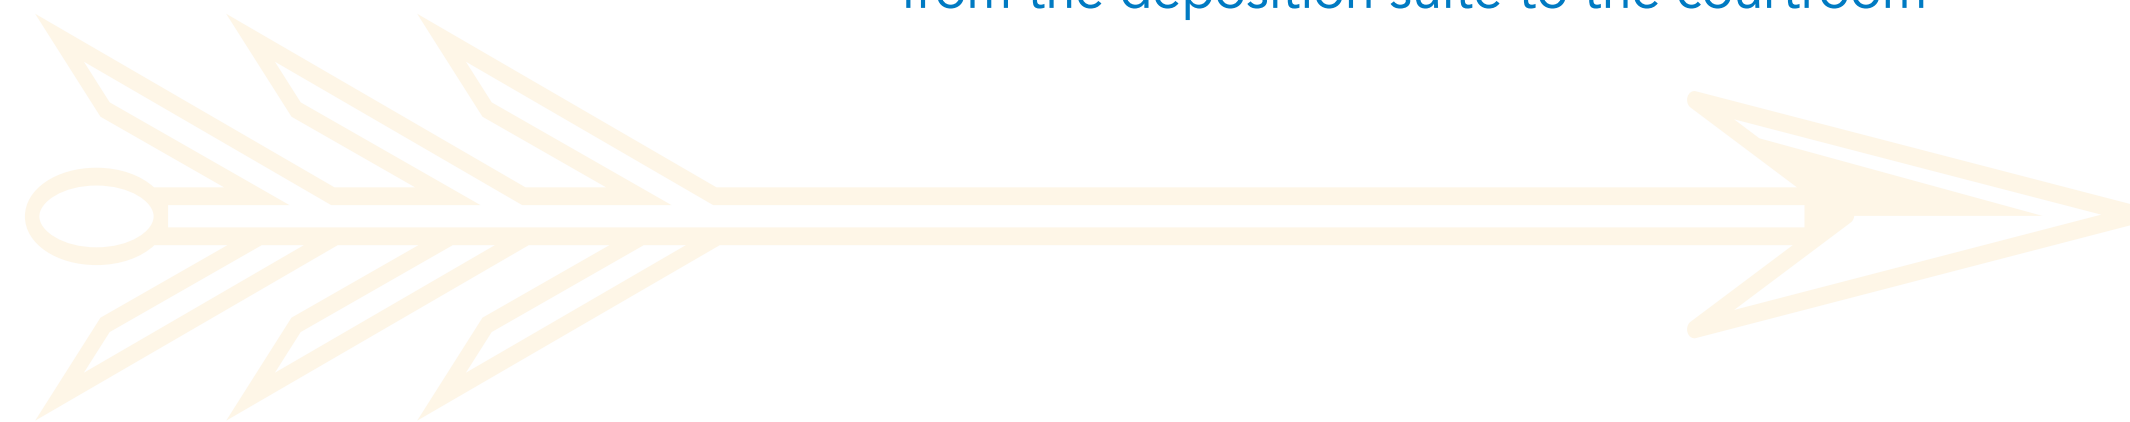 from the deposition suite to the courtroom